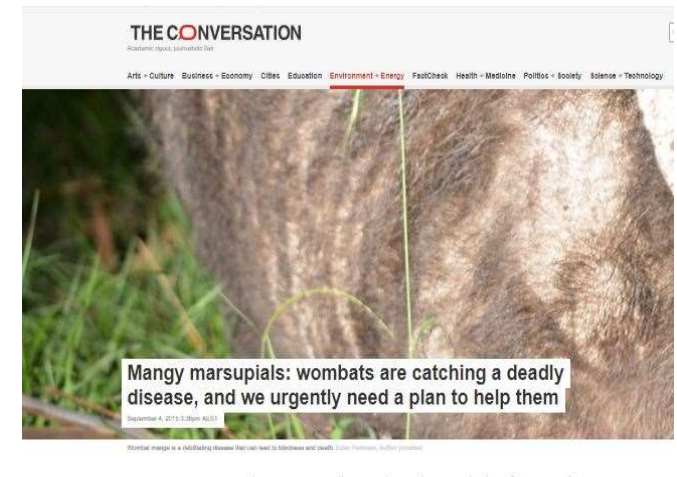 THE CONVERSATION
Academic rigour, journalistic flair
Arts + Culture Business + Economy Cities Education Environment + Energy FactCheck Health + Medicine Politics + Society Science + Technology
Mangy marsupials: wombats are catching a deadly
disease, and we urgently need a plan to help them
September 4, 2015 3.38pm AEST
Wombat mange is a debilitating disease that can lead to blindness and death.